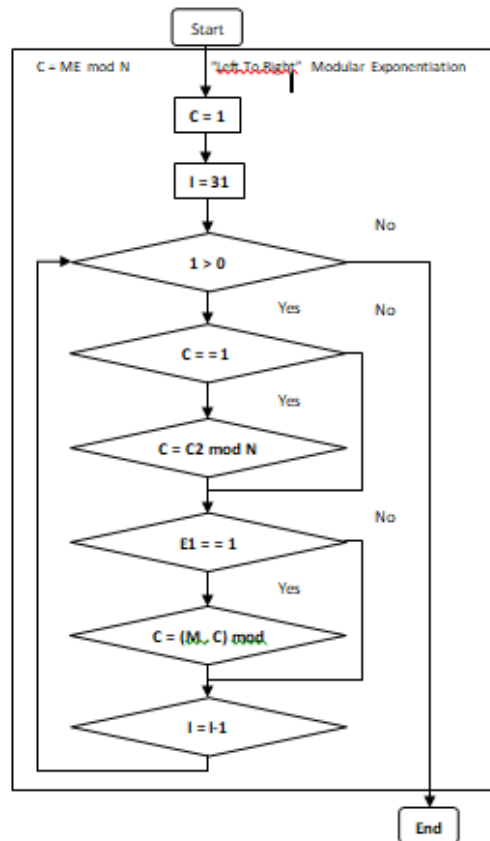 Start
C = ME mod N "Left To Right" Modular Exponentiation
C = 1
I = 31
No
1 > 0
Yes No
C = = 1
Yes
C = C2 mod N
No
E1 = = 1
Yes
C = (M, C) mod
I = I-1
End